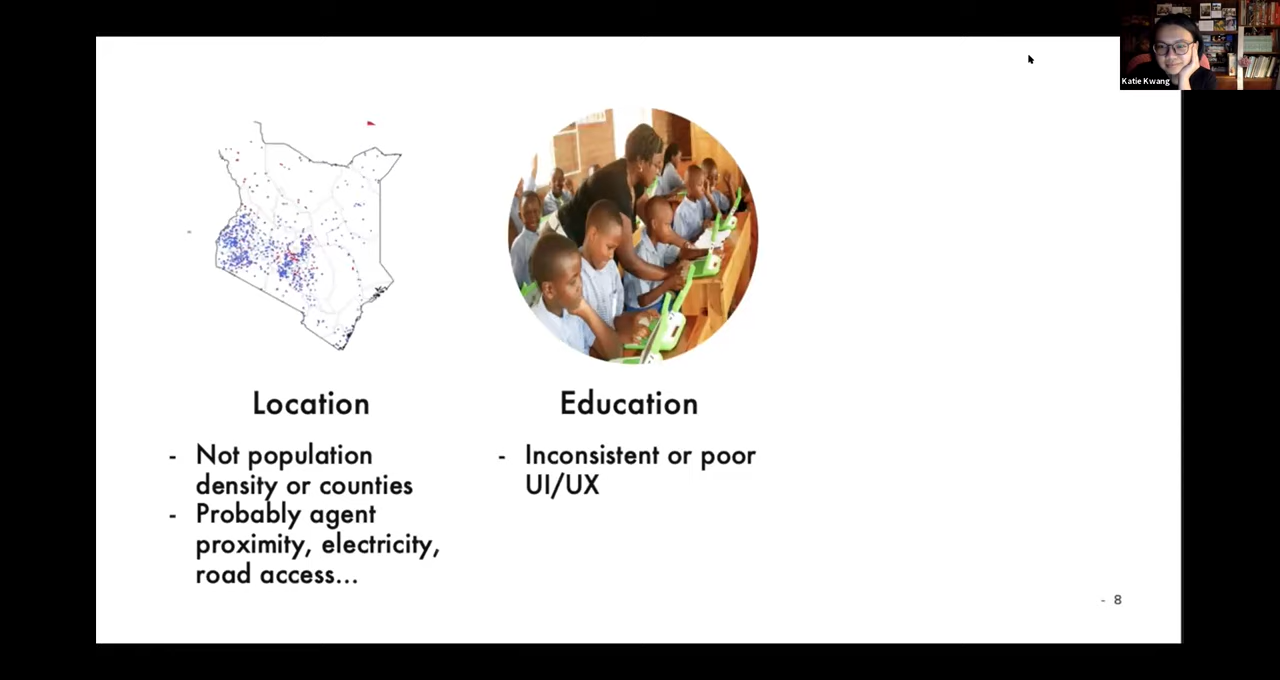 Katie Kwang
Location
- Not population
density or counties
- Probably agent
proximity, electricity,
road access...
Education
- Inconsistent or poor
UI/UX
- 8